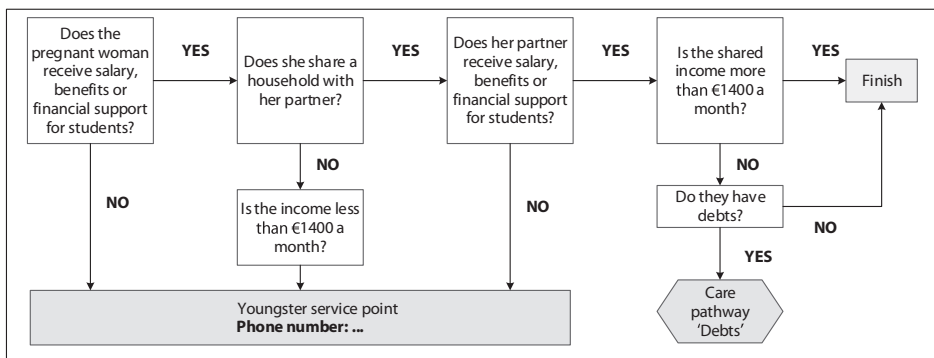 Does the
pregnant woman
receive salary,
benefits or
financial support
for students?
YES
Does she share a
household with
her partner?
YES
Does her partner
receive salary,
benefits or
financial support
for students?
YES
Is the shared
income more
than €1400 a
month?
YES
Finish
NO
NO
Is the income less
than €1400 a
month?
NO
NO
Do they have
debts?
NO
YES
Youngster service point
Phone number: ...
Care
pathway
'Debts'